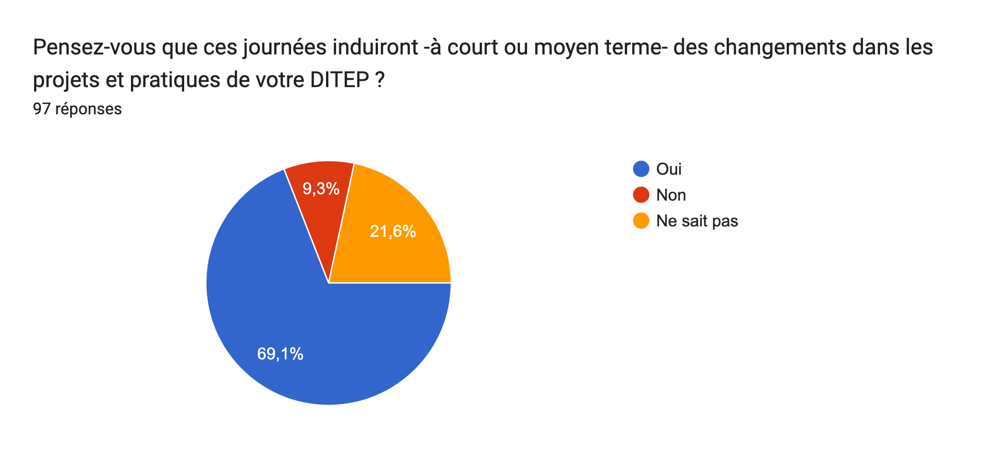 Pensez-vous que ces journées induiront -à court ou moyen terme- des changements dans les
projets et pratiques de votre DITEP ?
97 réponses
Oui
Non
Ne sait pas
9,3%
21,6%
69,1%